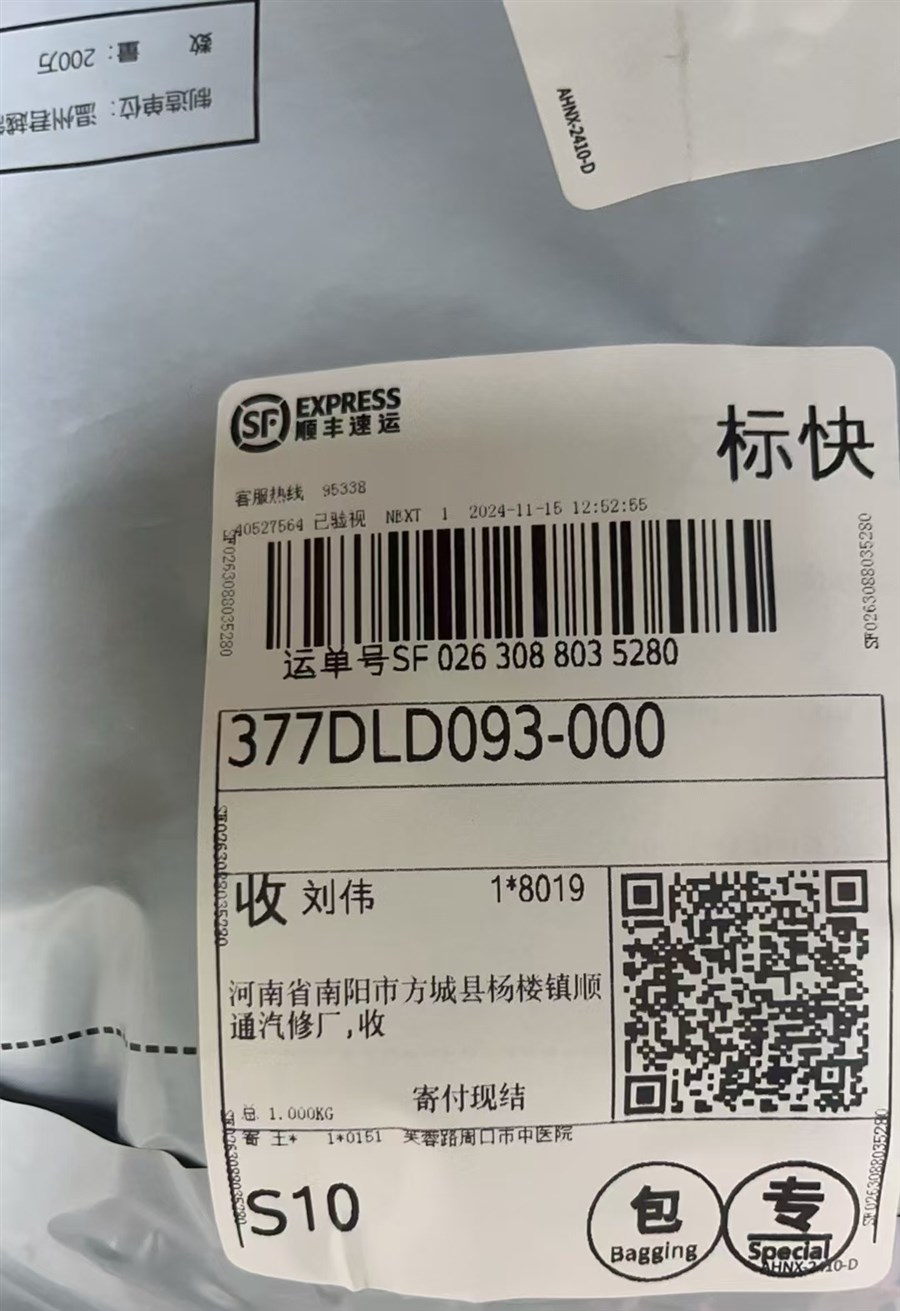 数 量：200万
制造单位：温州君越
AHNX-2410-D
SF EXPRESS
顺丰速运
标快
客服热线 95338
40527564 已验视 NEXT 1 2024-11-15 12:52:55
SF0263088035280
SF0263088035280
运单号SF 026 308 803 5280
377DLD093-000
SF0263088035280
收 刘伟 1*8019
河南省南阳市方城县杨楼镇顺
通汽修厂,收
寄付现结
总 1.000KG
寄 王* 1*0151 芙蓉路周口市中医院
SF0263088035280
SF0263088035280
S10
包
Bagging
专
Special
AHNX-2410-D